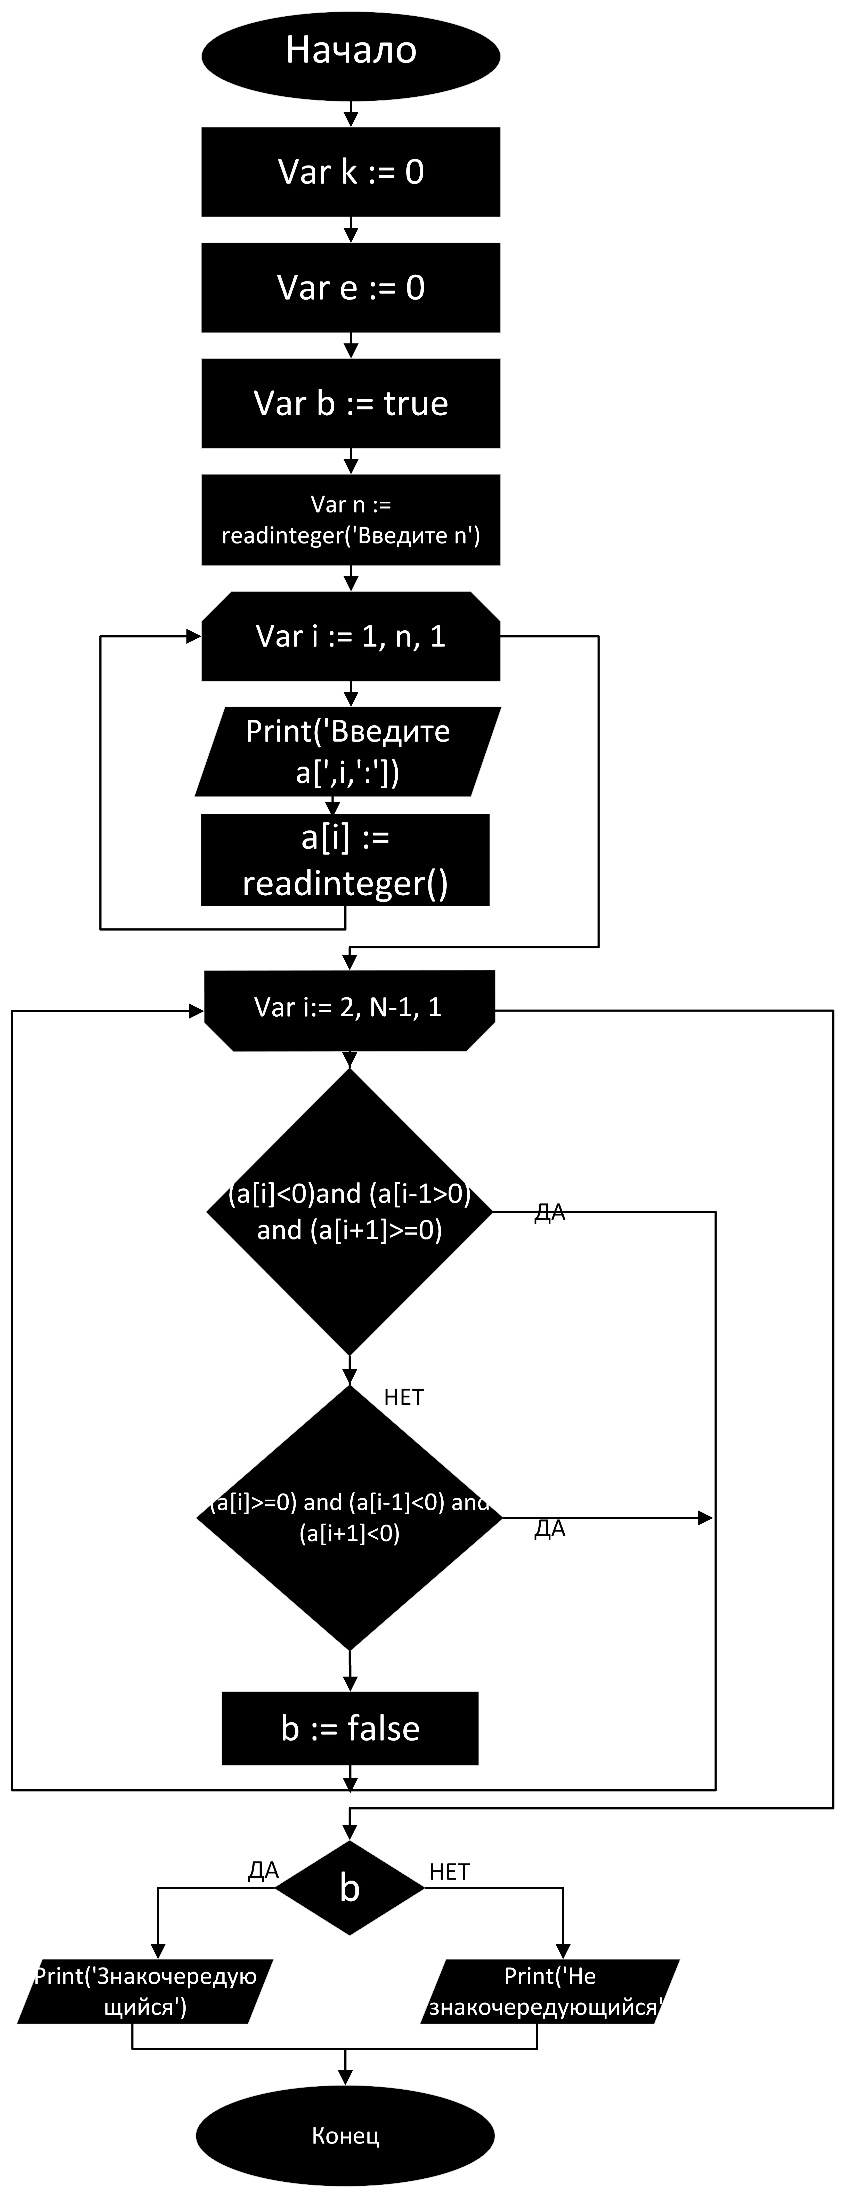 Начало
Var k := 0
Var e := 0
Var b := true
Var n :=
readinteger('Введите n')
Var i := 1, n, 1
Print('Введите
a[',i,':'])
a[i] :=
readinteger()
Var i:= 2, N-1, 1
(a[i]<0)and (a[i-1>0)
and (a[i+1]>=0)
ДА
НЕТ
(a[i]>=0) and (a[i-1]<0) and
(a[i+1]<0)
ДА
b := false
ДА
НЕТ
b
Print('Знакочередую
щийся')
Print('Не
знакочередующийся'
Конец